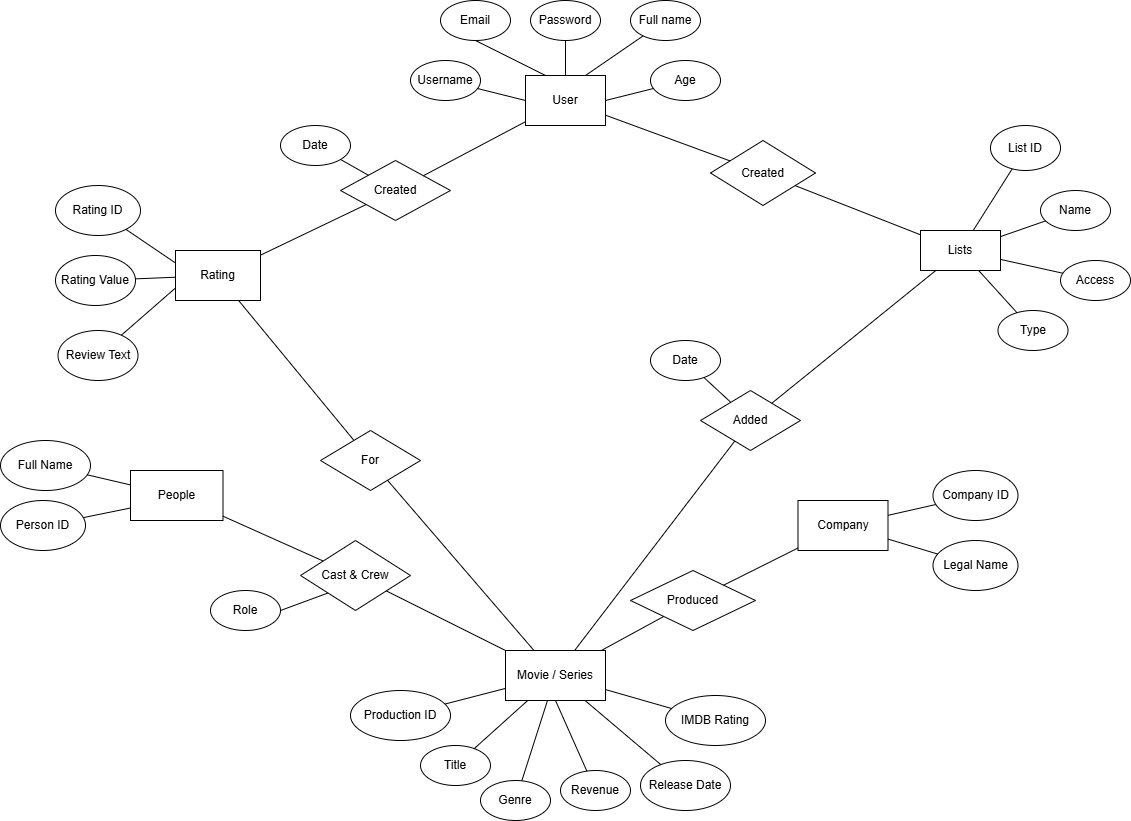 Email
Password
Full name
Username
User
Age
Date
Created
Created
List ID
Rating ID
Name
Lists
Rating
Rating Value
Access
Type
Review Text
Date
Added
For
Full Name
People
Person ID
Company ID
Company
Legal Name
Cast & Crew
Role
Produced
Movie / Series
Production ID
IMDB Rating
Title
Genre
Revenue
Release Date